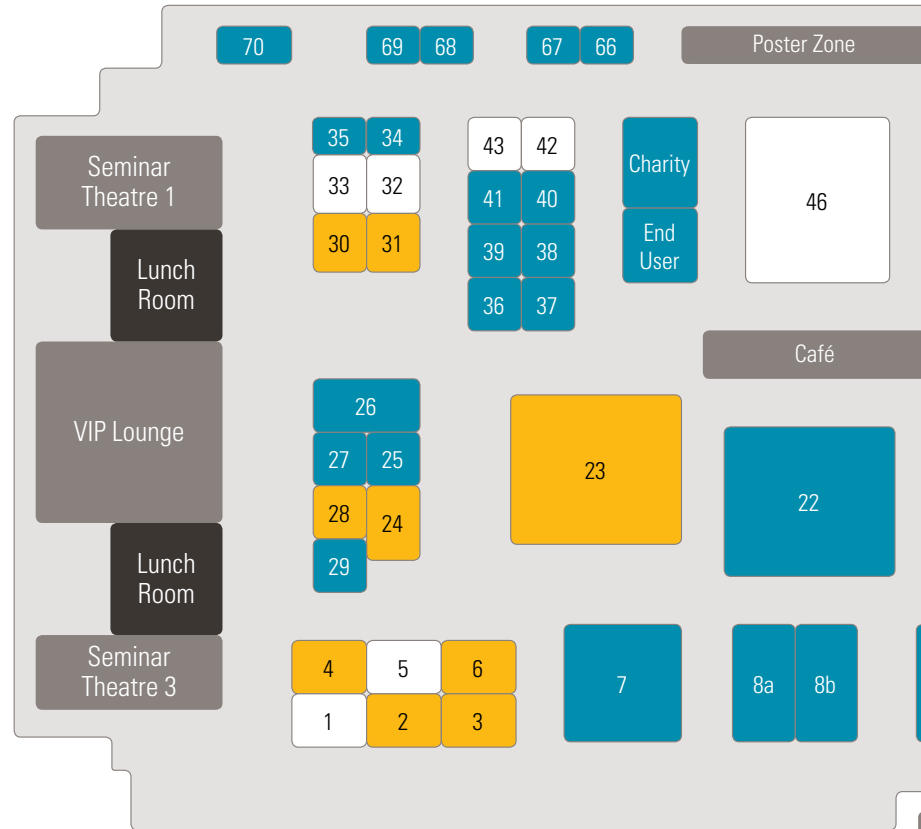 70
69
68
67
66
Poster Zone
Seminar
Theatre 1
35
34
33
32
30
31
43
42
41
40
39
38
36
37
Charity
End
User
46
Lunch
Room
Café
VIP Lounge
26
27
25
28
24
29
23
22
Lunch
Room
Seminar
Theatre 3
4
5
6
1
2
3
7
8a
8b